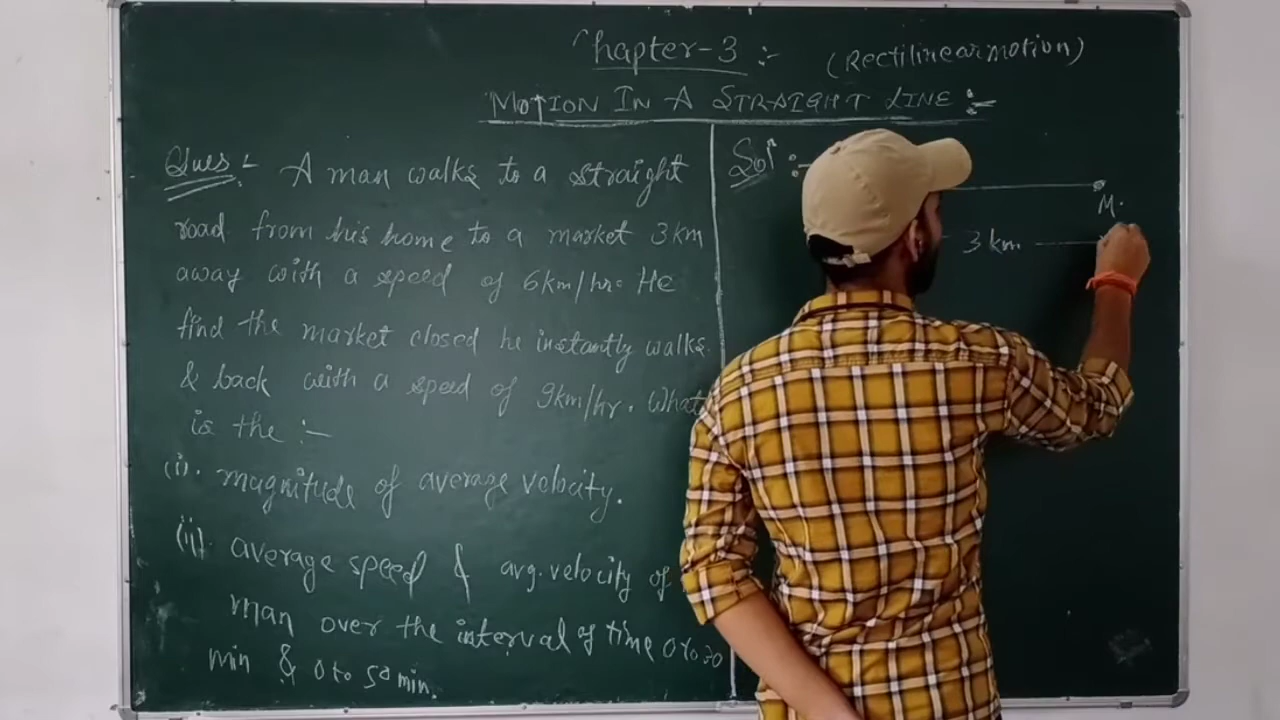 Chapter-3 :-
(Rectilinear motion)
MOTION IN A STRAIGHT LINE :-
Ques :- A man walks to a straight
road from his home to a market 3km
away with a speed of 6km/hr. He
find the market closed he instantly walks
& back with a speed of 9km/hr. What
is the :-
(i). magnitude of average velocity.
(ii). average speed & avg. velocity of
man over the interval of time 0 to 30
min & 0 to 50 min.
Solⁿ :-
M.
3 km